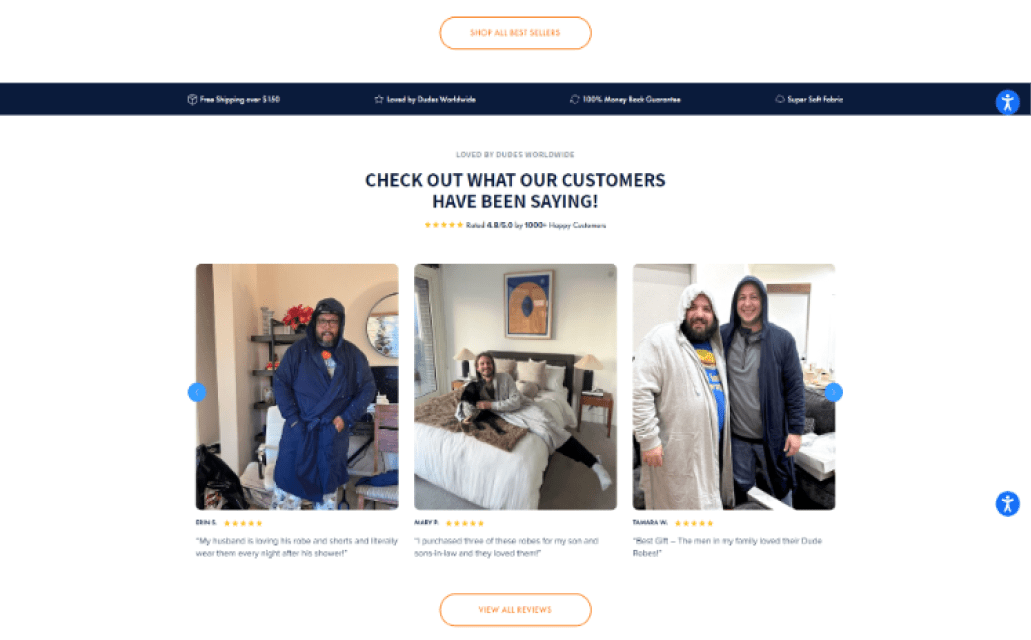 SHOP ALL BEST SELLERS
Free Shipping over $150
Loved by Dudes Worldwide
100% Money Back Guarantee
Super Soft Fabric
LOVED BY DUDES WORLDWIDE
CHECK OUT WHAT OUR CUSTOMERS
HAVE BEEN SAYING!
Rated 4.8/5.0 by 1000+ Happy Customers
ERIN S.
"My husband is loving his robe and shorts and literally
wear them every night after his shower!"
MARY P.
"I purchased three of these robes for my son and
sons-in-law and they loved them!"
TAMARA W.
"Best Gift – The men in my family loved their Dude
Robes!"
VIEW ALL REVIEWS